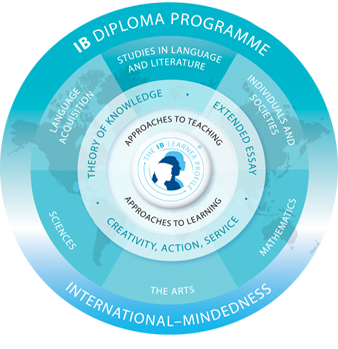 IB DIPLOMA PROGRAMME
STUDIES IN LANGUAGE
AND LITERATURE
LANGUAGE
ACQUISITION
INDIVIDUALS AND
SOCIETIES
THEORY OF KNOWLEDGE
EXTENDED ESSAY
APPROACHES TO TEACHING
THE IB LEARNER PROFILE
APPROACHES TO LEARNING
CREATIVITY, ACTION, SERVICE
SCIENCES
MATHEMATICS
THE ARTS
INTERNATIONAL–MINDEDNESS